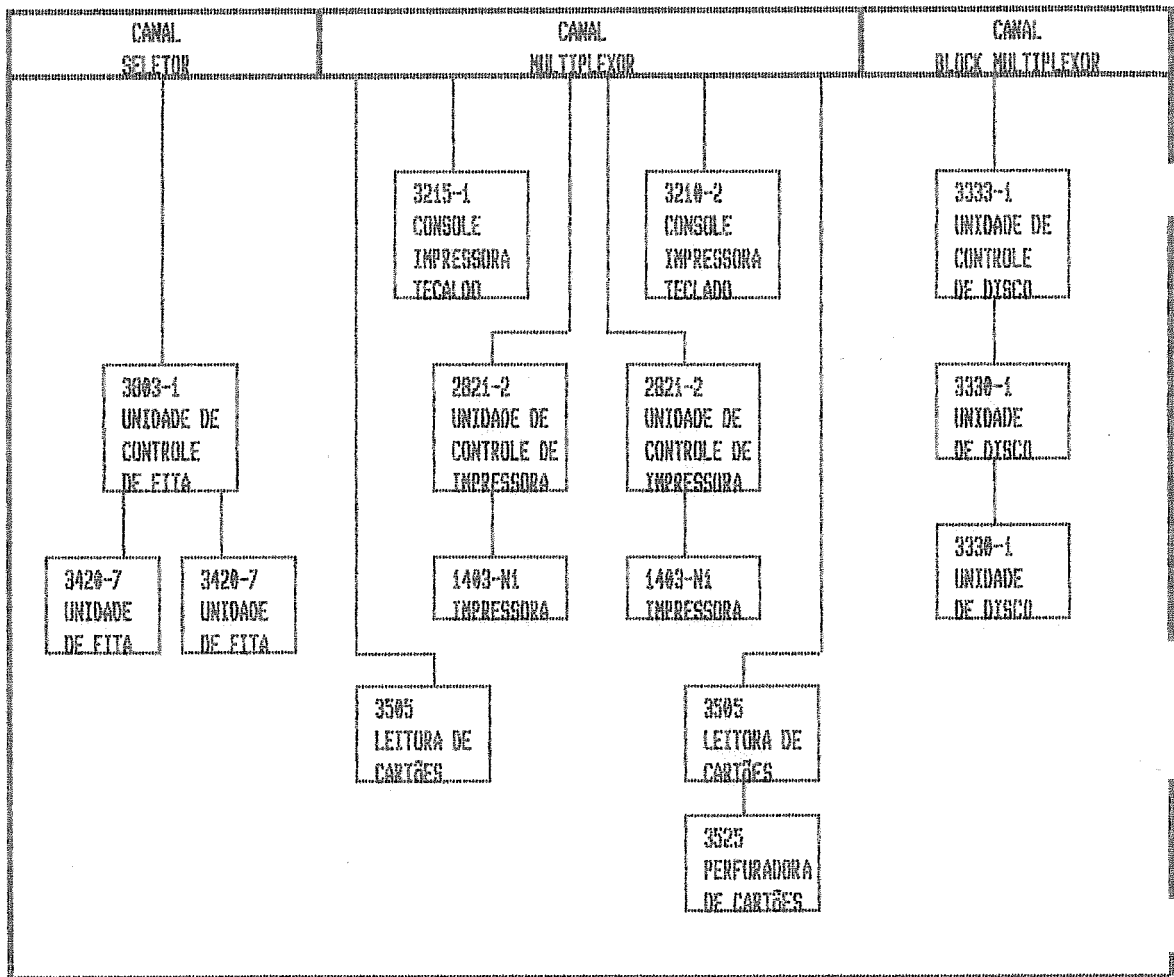 CANAL
SELETOR
CANAL
MULTIPLEXOR
CANAL
BLOCK MULTIPLEXOR
3215-1
CONSOLE
IMPRESSORA
TECALDO
3210-2
CONSOLE
IMPRESSORA
TECLADO
3333-1
UNIDADE DE
CONTROLE
DE DISCO
3803-1
UNIDADE DE
CONTROLE
DE FITA
2821-2
UNIDADE DE
CONTROLE DE
IMPRESSORA
2821-2
UNIDADE DE
CONTROLE DE
IMPRESSORA
3330-1
UNIDADE
DE DISCO
3420-7
UNIDADE
DE FITA
3420-7
UNIDADE
DE FITA
1403-N1
IMPRESSORA
1403-N1
IMPRESSORA
3330-1
UNIDADE
DE DISCO
3505
LEITORA DE
CARTÕES
3505
LEITORA DE
CARTÕES
3525
PERFURADORA
DE CARTÕES